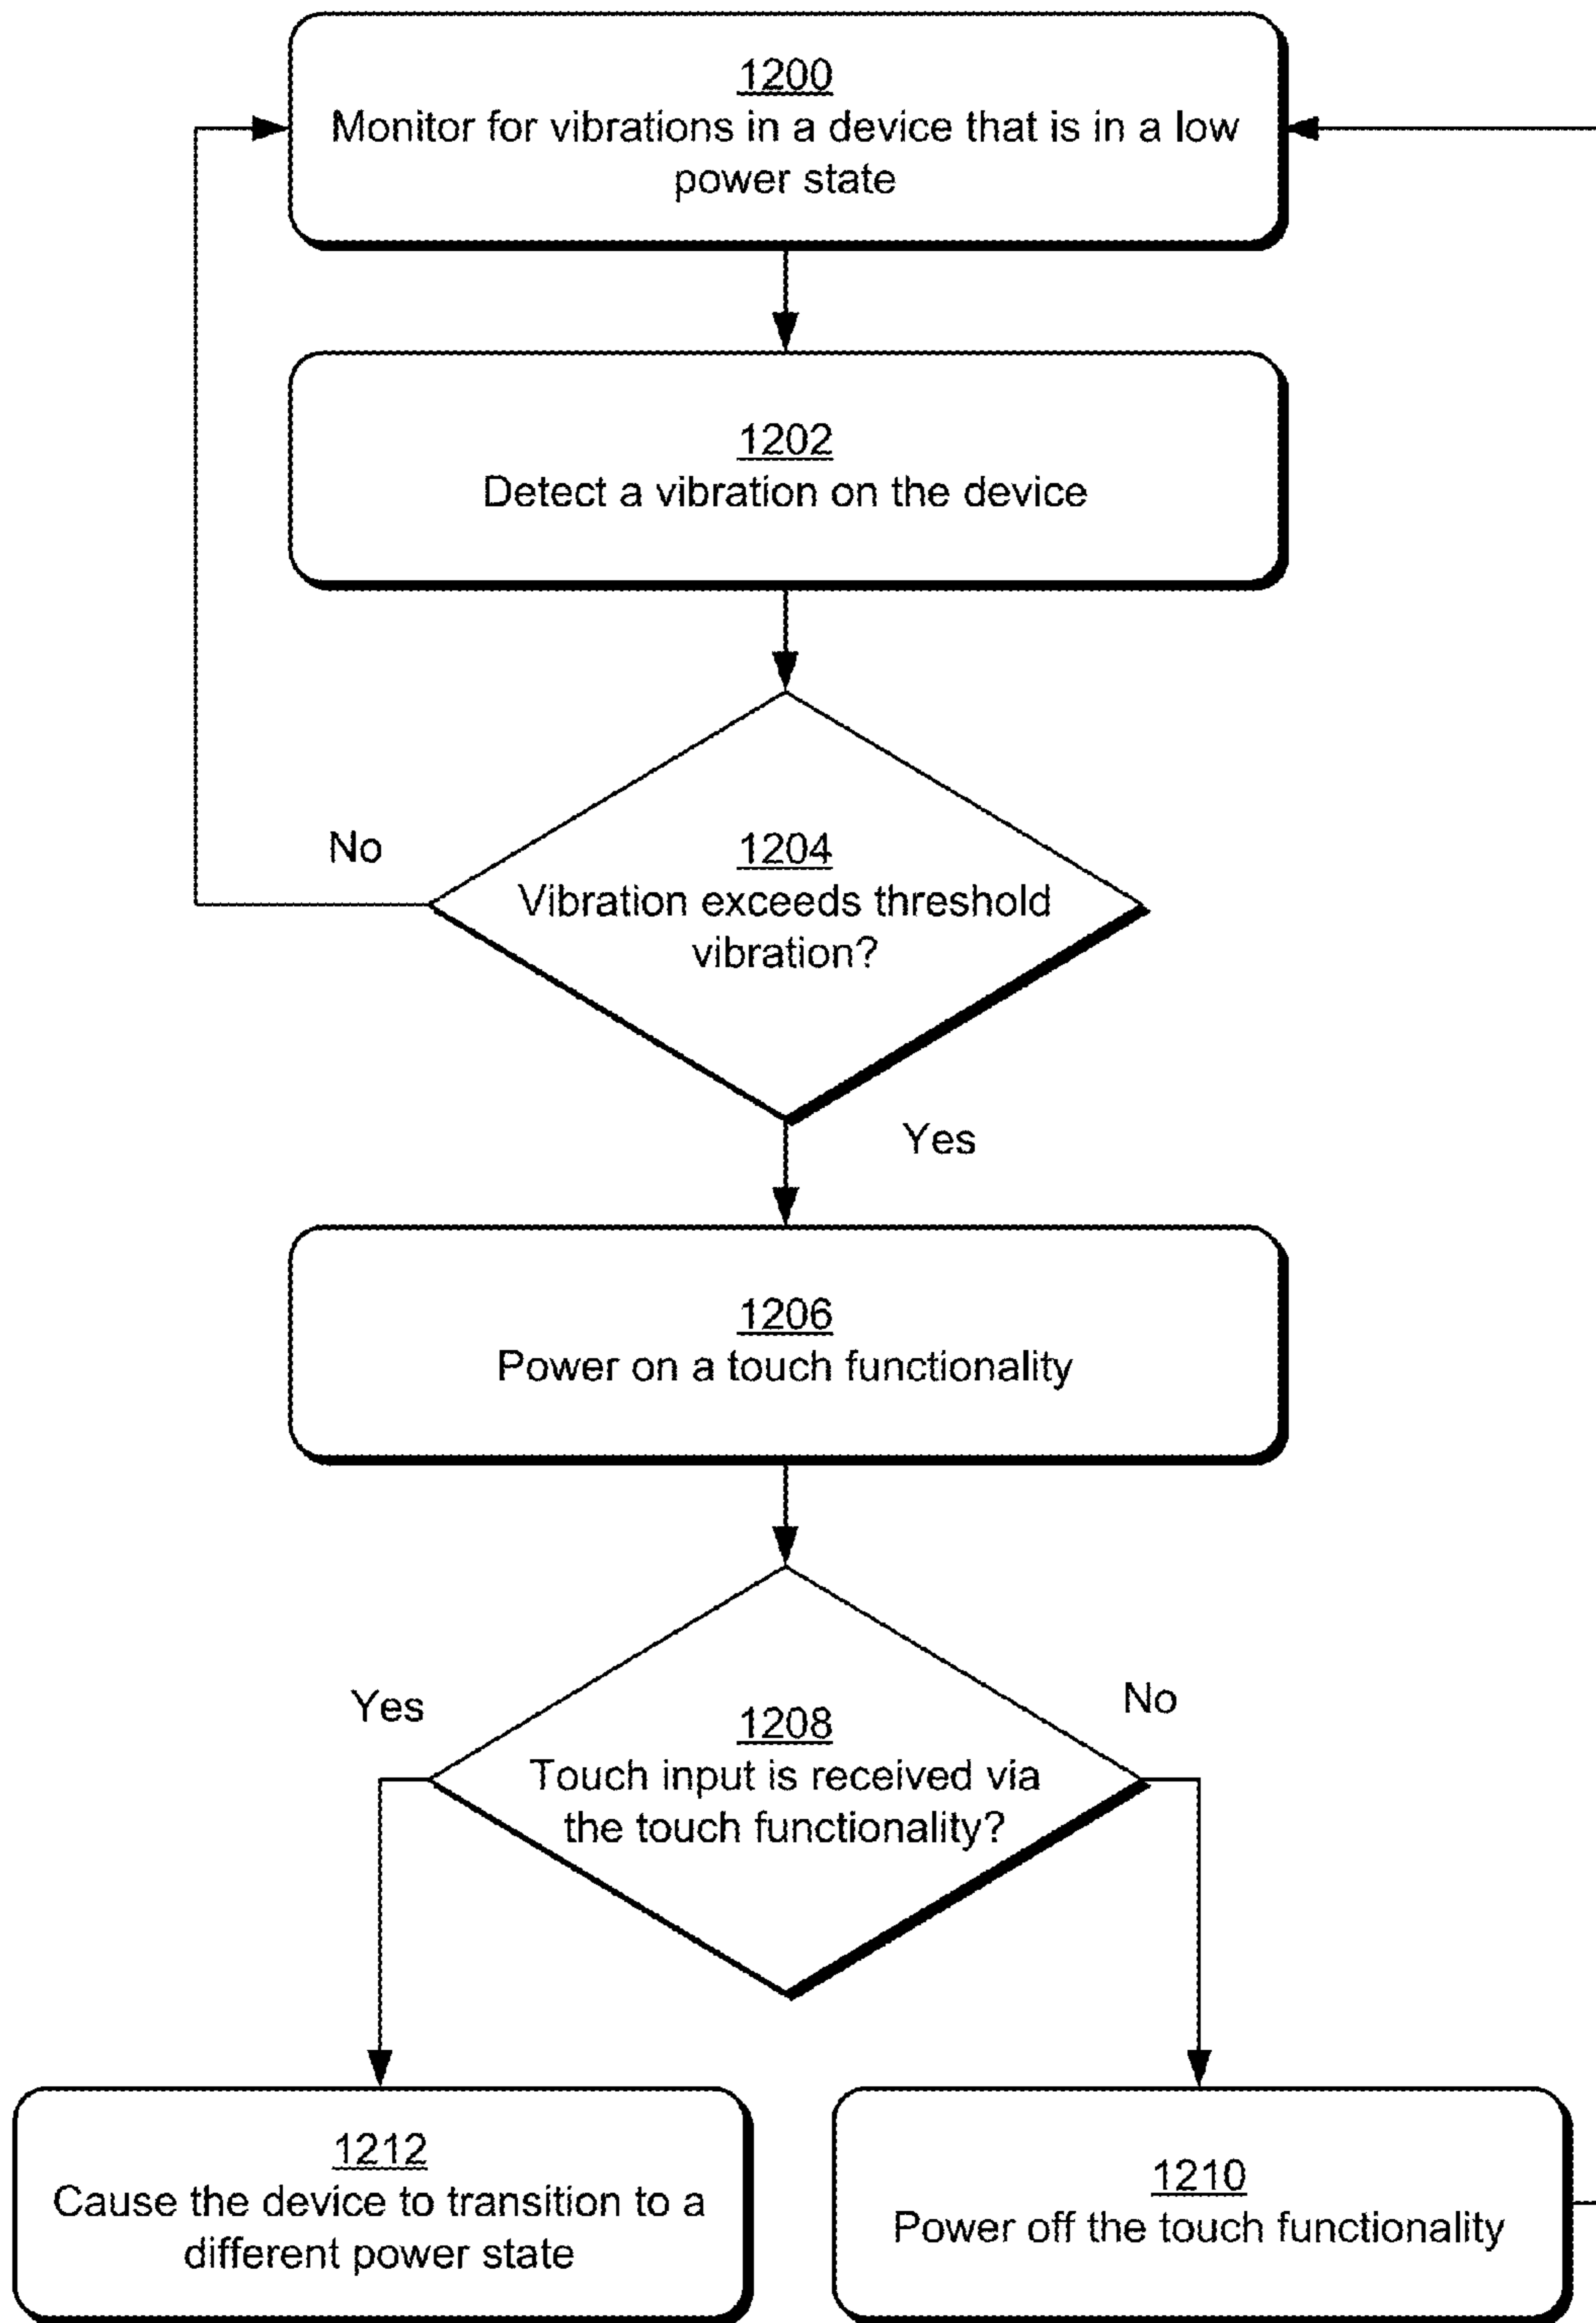 1200
Monitor for vibrations in a device that is in a low
power state
1202
Detect a vibration on the device
No
1204
Vibration exceeds threshold
vibration?
Yes
1206
Power on a touch functionality
Yes
No
1208
Touch input is received via
the touch functionality?
1212
Cause the device to transition to a
different power state
1210
Power off the touch functionality